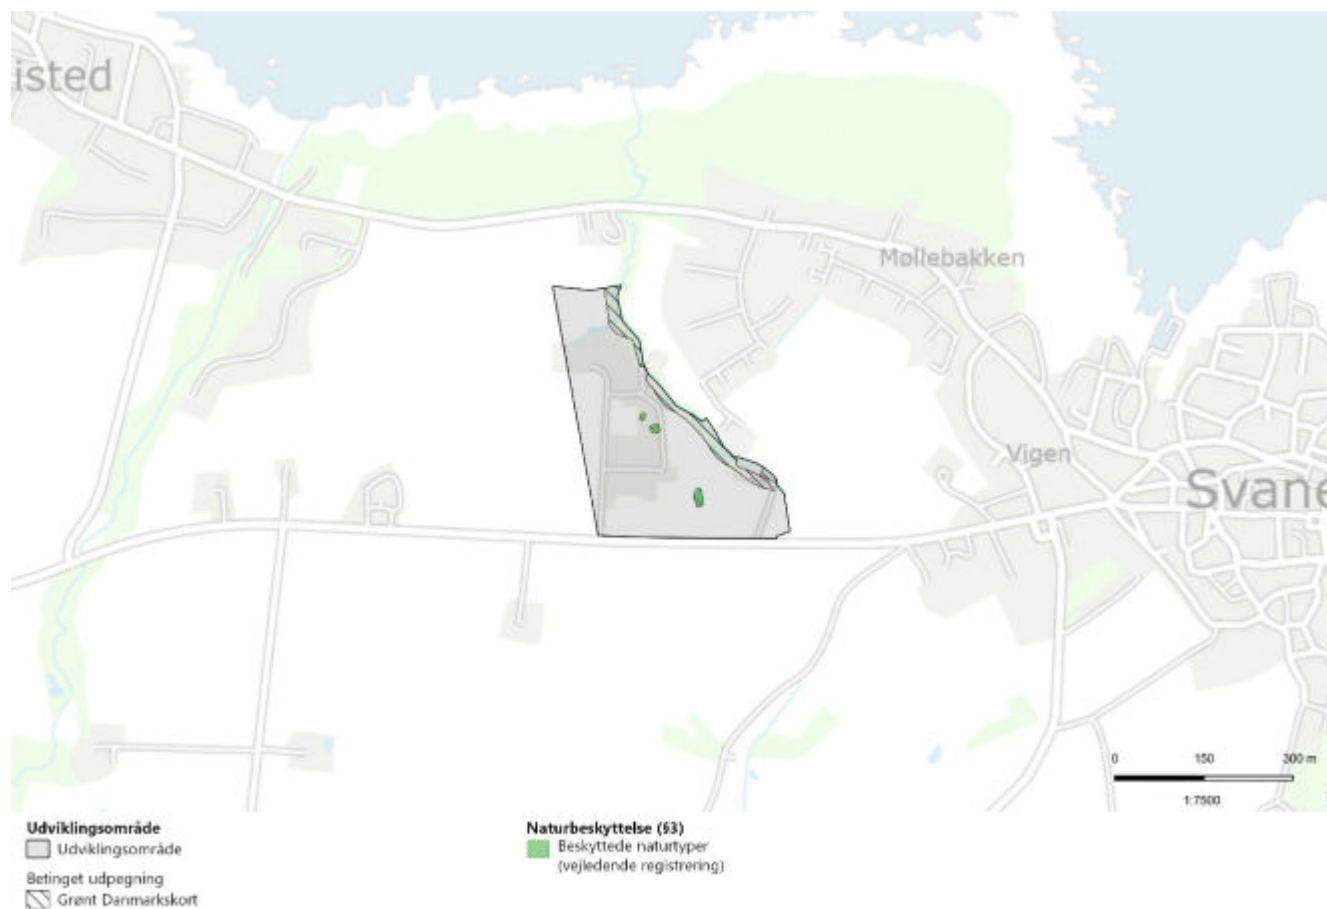 isted
Møllebakken
Vigen
Svane
0 150 300 m
1:7500
Udviklingsområde
Udviklingsområde
Betinget udpegning
Grønt Danmarkskort
Naturbeskyttelse (§3)
Beskyttede naturtyper
(vejledende registrering)